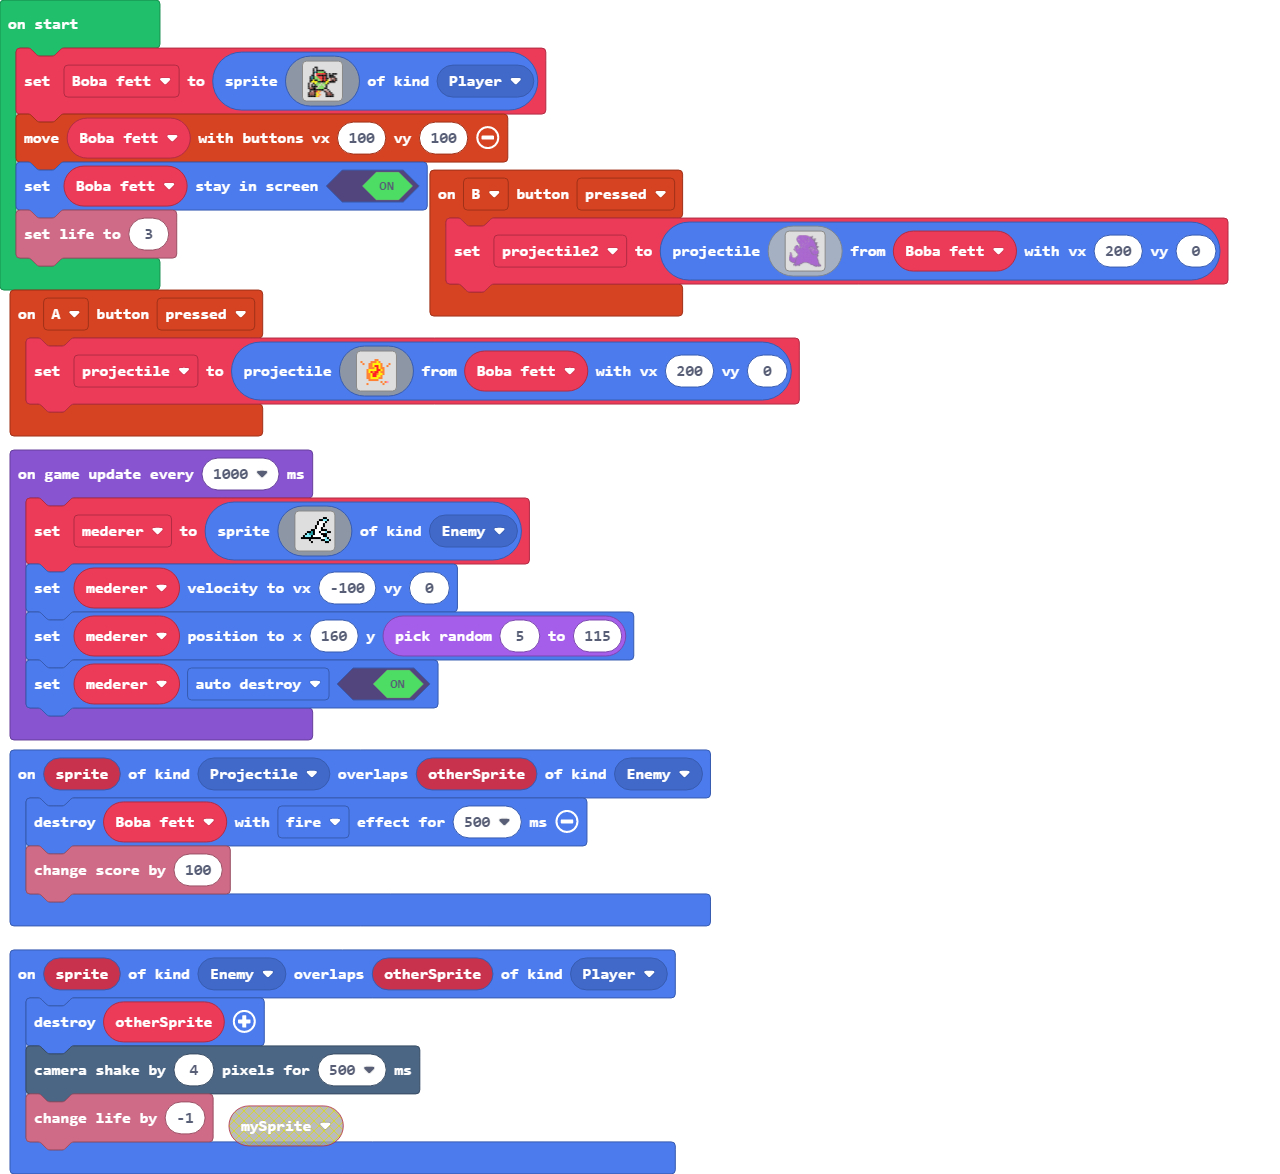 on start
set Boba fett to sprite of kind Player
move Boba fett with buttons vx 100 vy 100
set Boba fett stay in screen ON
set life to 3
on B button pressed
set projectile2 to projectile from Boba fett with vx 200 vy 0
on A button pressed
set projectile to projectile from Boba fett with vx 200 vy 0
on game update every 1000 ms
set mederer to sprite of kind Enemy
set mederer velocity to vx -100 vy 0
set mederer position to x 160 y pick random 5 to 115
set mederer auto destroy ON
on sprite of kind Projectile overlaps otherSprite of kind Enemy
destroy Boba fett with fire effect for 500 ms
change score by 100
on sprite of kind Enemy overlaps otherSprite of kind Player
destroy otherSprite
camera shake by 4 pixels for 500 ms
change life by -1
mySprite